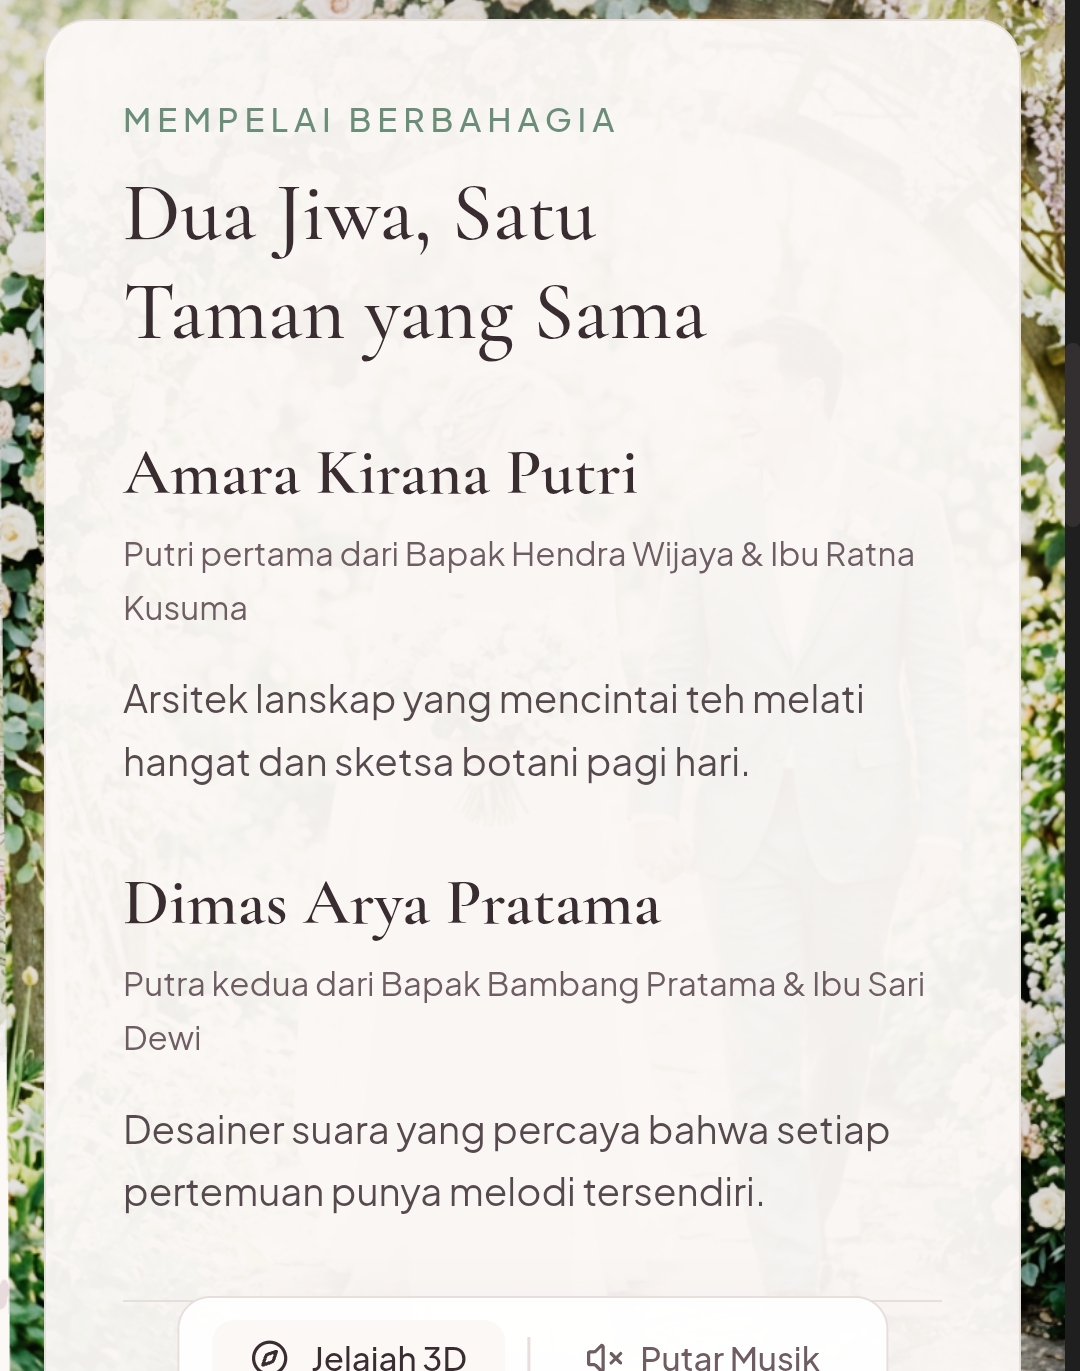 MEMPELAI BERBAHAGIA
Dua Jiwa, Satu
Taman yang Sama
Amara Kirana Putri
Putri pertama dari Bapak Hendra Wijaya & Ibu Ratna
Kusuma
Arsitek lanskap yang mencintai teh melati
hangat dan sketsa botani pagi hari.
Dimas Arya Pratama
Putra kedua dari Bapak Bambang Pratama & Ibu Sari
Dewi
Desainer suara yang percaya bahwa setiap
pertemuan punya melodi tersendiri.
Jelajah 3D
Putar Musik